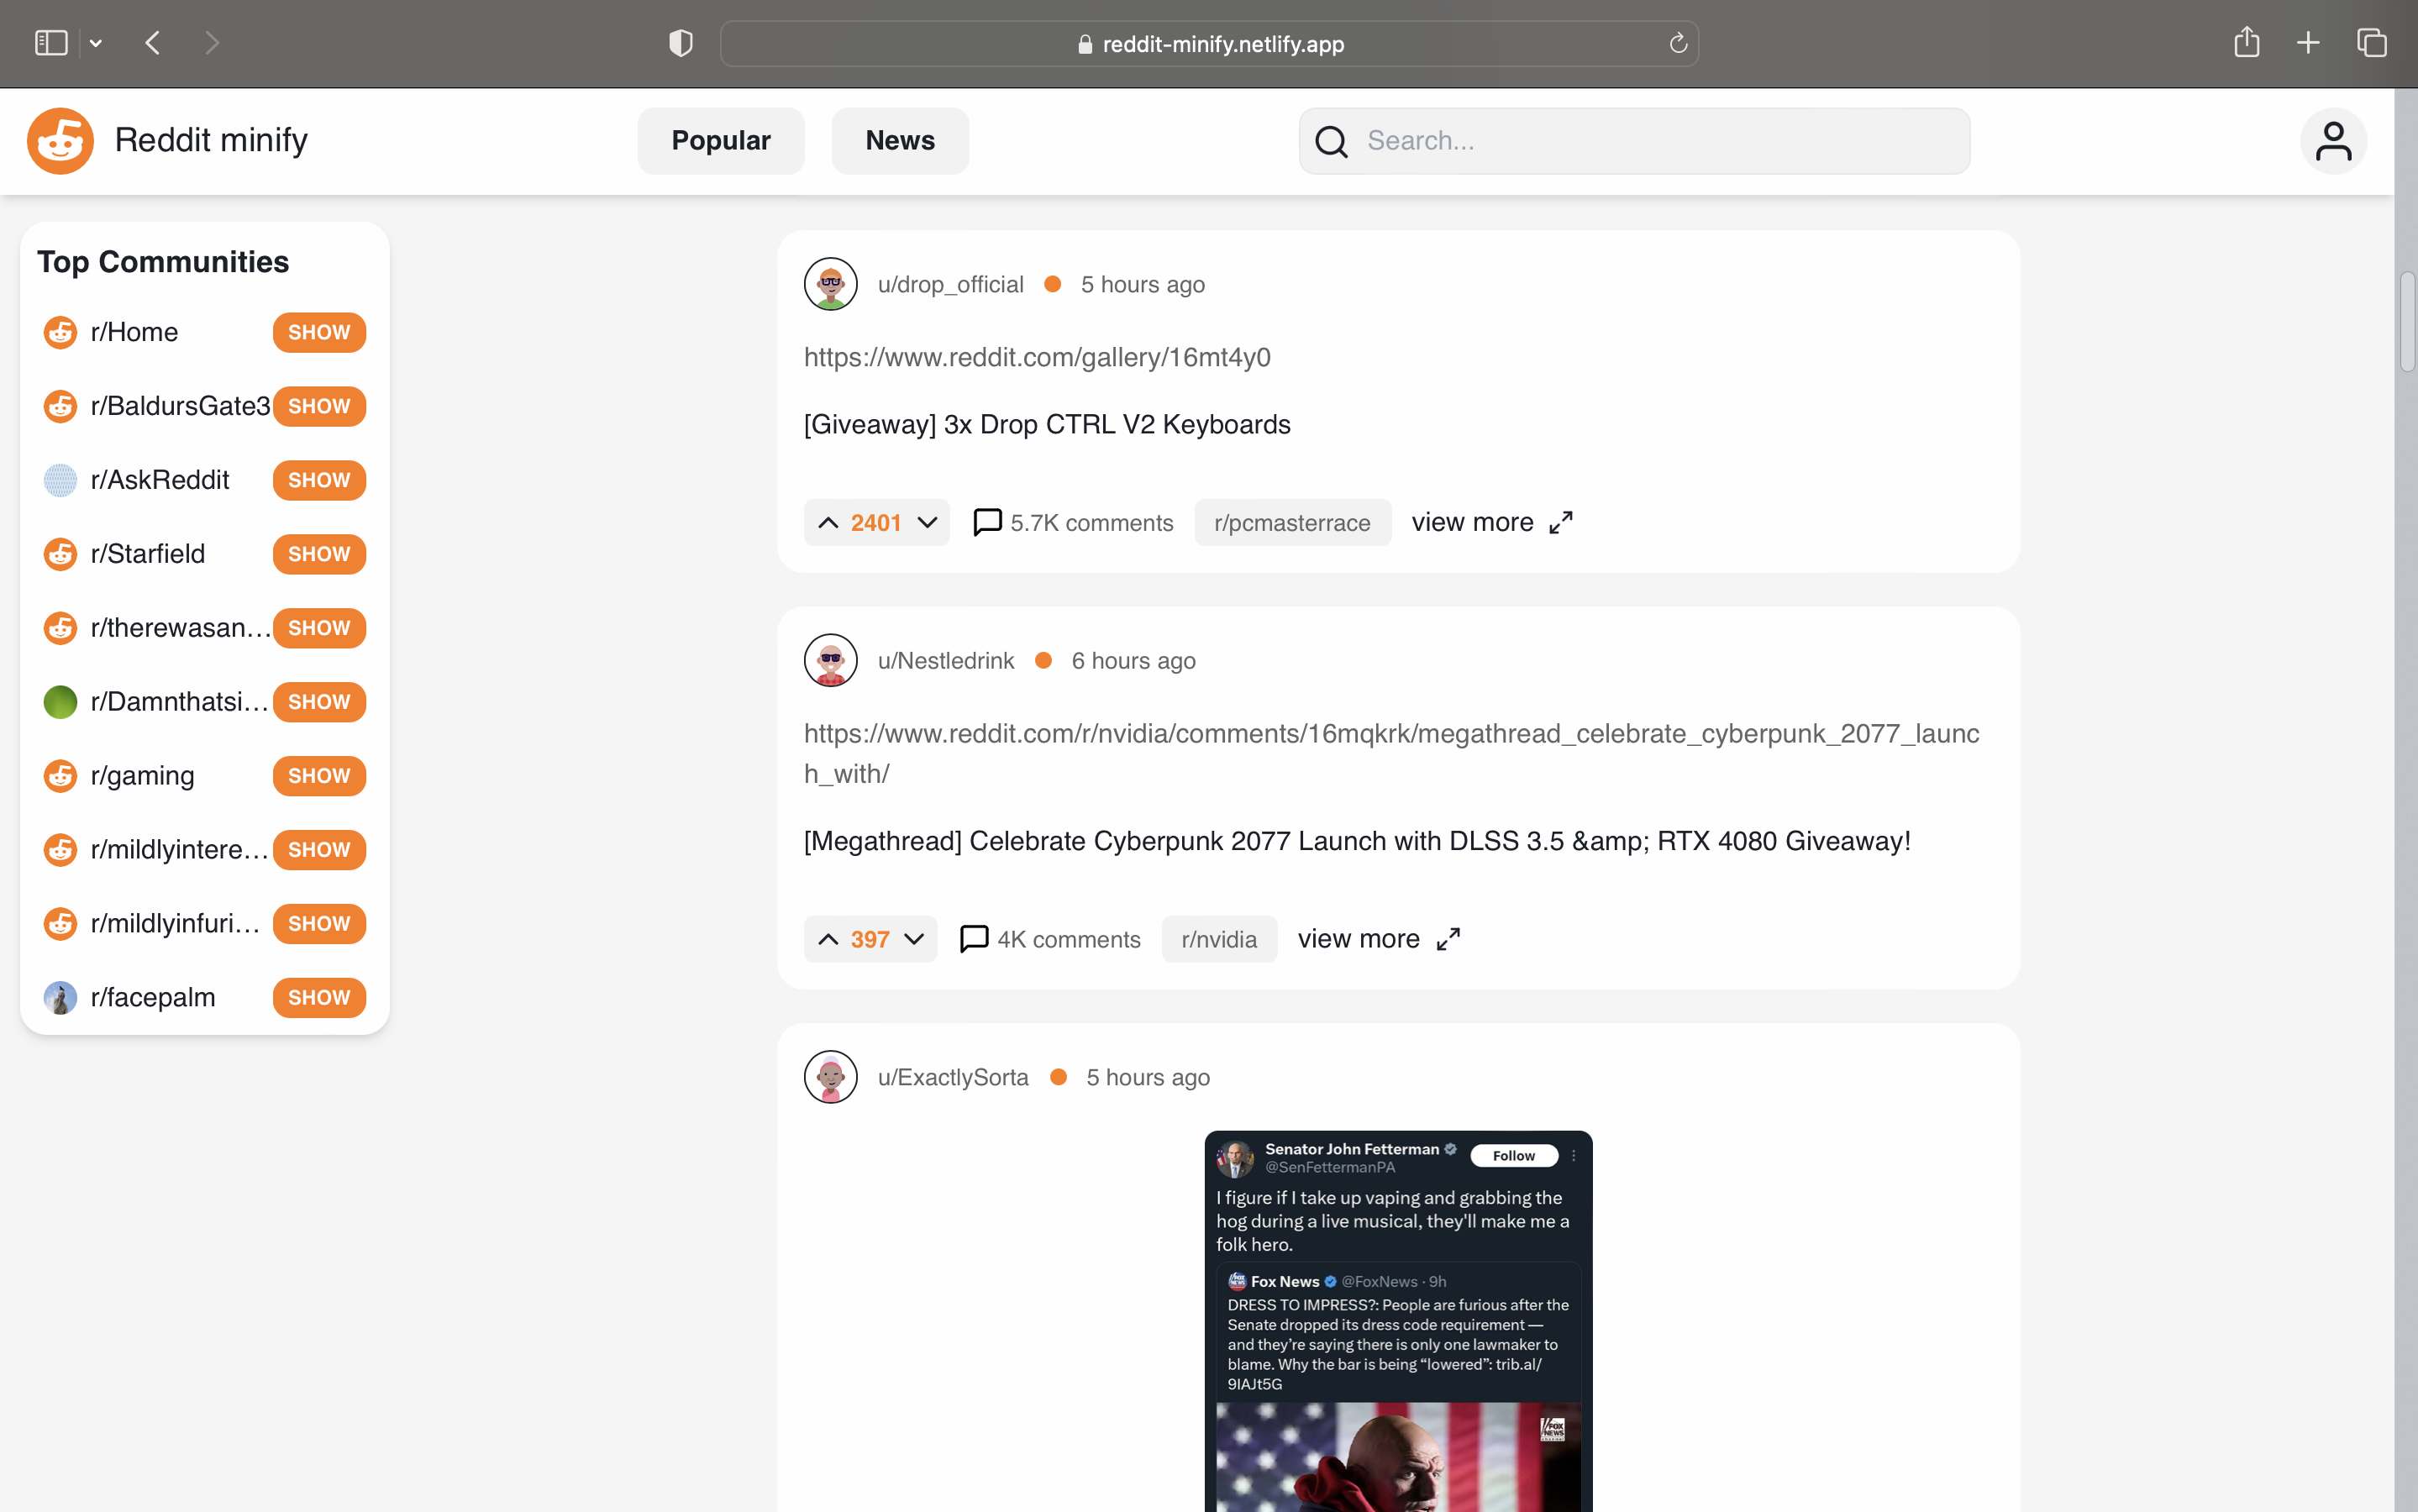 reddit-minify.netlify.app
Reddit minify
Popular
News
Search...
Top Communities
r/Home SHOW
r/BaldursGate3 SHOW
r/AskReddit SHOW
r/Starfield SHOW
r/therewasan... SHOW
r/Damnthatsi... SHOW
r/gaming SHOW
r/mildlyintere... SHOW
r/mildlyinfuri... SHOW
r/facepalm SHOW
u/drop_official 5 hours ago
https://www.reddit.com/gallery/16mt4y0
[Giveaway] 3x Drop CTRL V2 Keyboards
2401 5.7K comments r/pcmasterrace view more
u/Nestledrink 6 hours ago
https://www.reddit.com/r/nvidia/comments/16mqkrk/megathread_celebrate_cyberpunk_2077_launc
h_with/
[Megathread] Celebrate Cyberpunk 2077 Launch with DLSS 3.5 &amp; RTX 4080 Giveaway!
397 4K comments r/nvidia view more
u/ExactlySorta 5 hours ago
Senator John Fetterman Follow
@SenFettermanPA
I figure if I take up vaping and grabbing the
hog during a live musical, they'll make me a
folk hero.
Fox News @FoxNews · 9h
DRESS TO IMPRESS?: People are furious after the
Senate dropped its dress code requirement —
and they're saying there is only one lawmaker to
blame. Why the bar is being “lowered”: trib.al/
9IAJt5G
FOX
NEWS